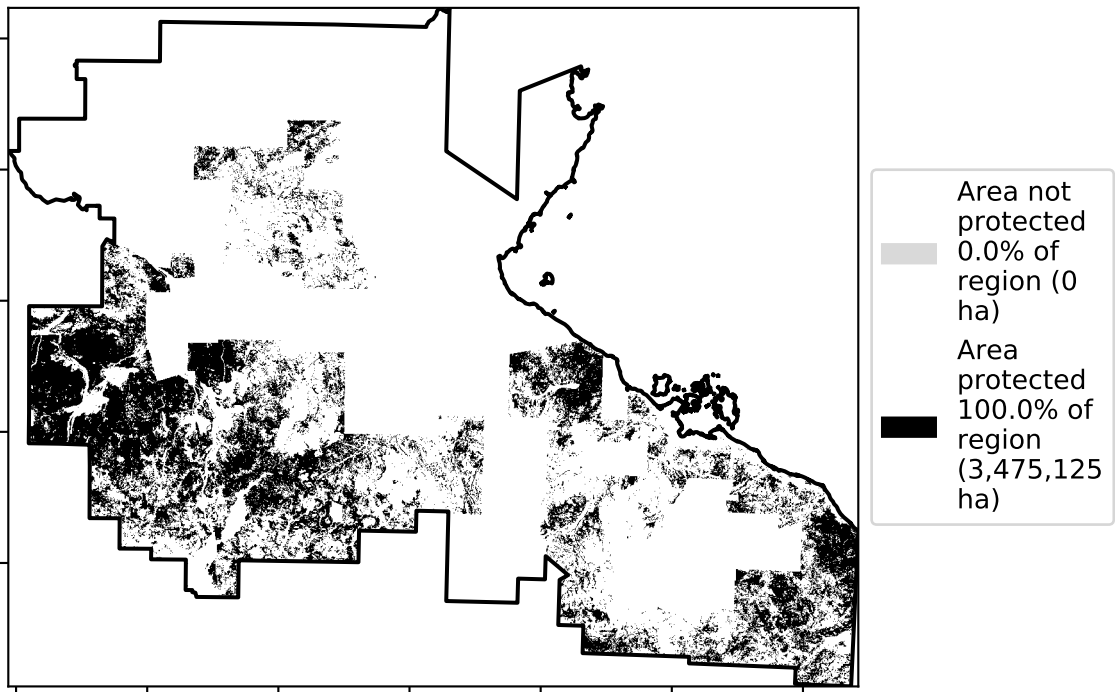 Area not
protected
0.0% of
region (0
ha)
Area
protected
100.0% of
region
(3,475,125
ha)